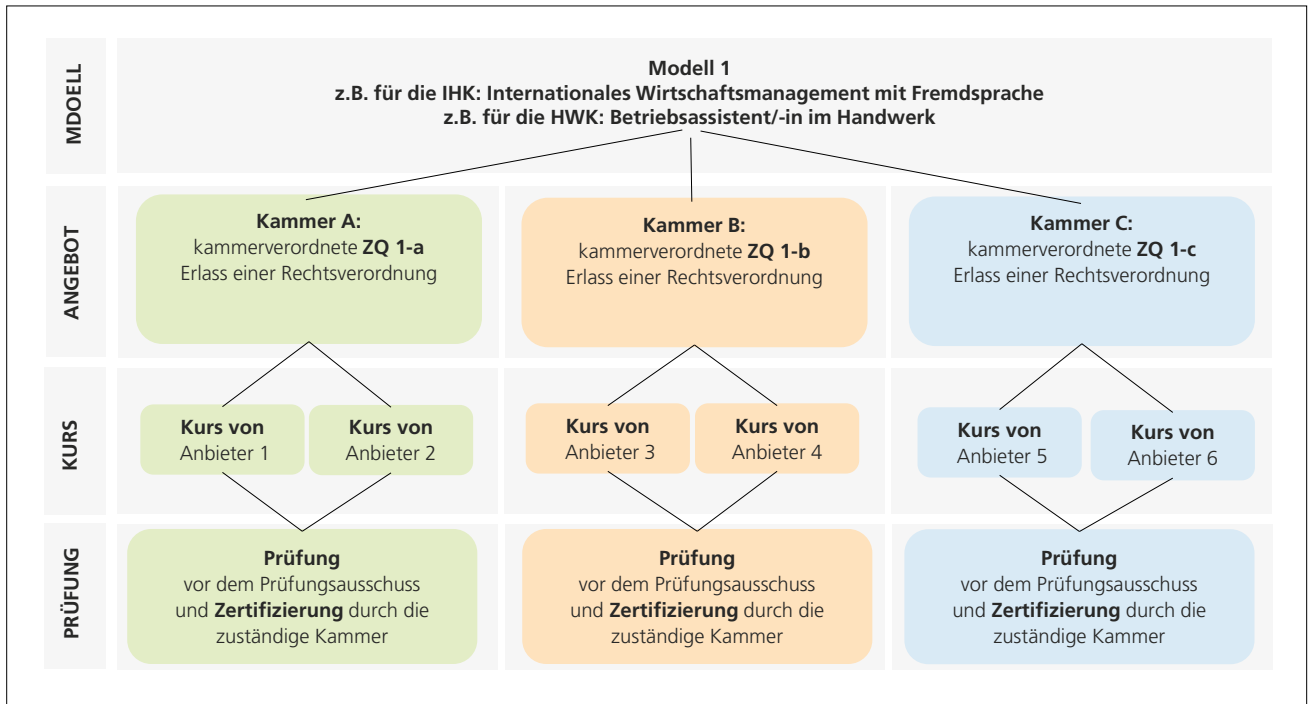 MDOELL
Modell 1
z.B. für die IHK: Internationales Wirtschaftsmanagement mit Fremdsprache
z.B. für die HWK: Betriebsassistent/-in im Handwerk
ANGEBOT
Kammer A:
kammerverordnete ZQ 1-a
Erlass einer Rechtsverordnung
Kammer B:
kammerverordnete ZQ 1-b
Erlass einer Rechtsverordnung
Kammer C:
kammerverordnete ZQ 1-c
Erlass einer Rechtsverordnung
KURS
Kurs von
Anbieter 1
Kurs von
Anbieter 2
Kurs von
Anbieter 3
Kurs von
Anbieter 4
Kurs von
Anbieter 5
Kurs von
Anbieter 6
PRÜFUNG
Prüfung
vor dem Prüfungsausschuss
und Zertifizierung durch die
zuständige Kammer
Prüfung
vor dem Prüfungsausschuss
und Zertifizierung durch die
zuständige Kammer
Prüfung
vor dem Prüfungsausschuss
und Zertifizierung durch die
zuständige Kammer